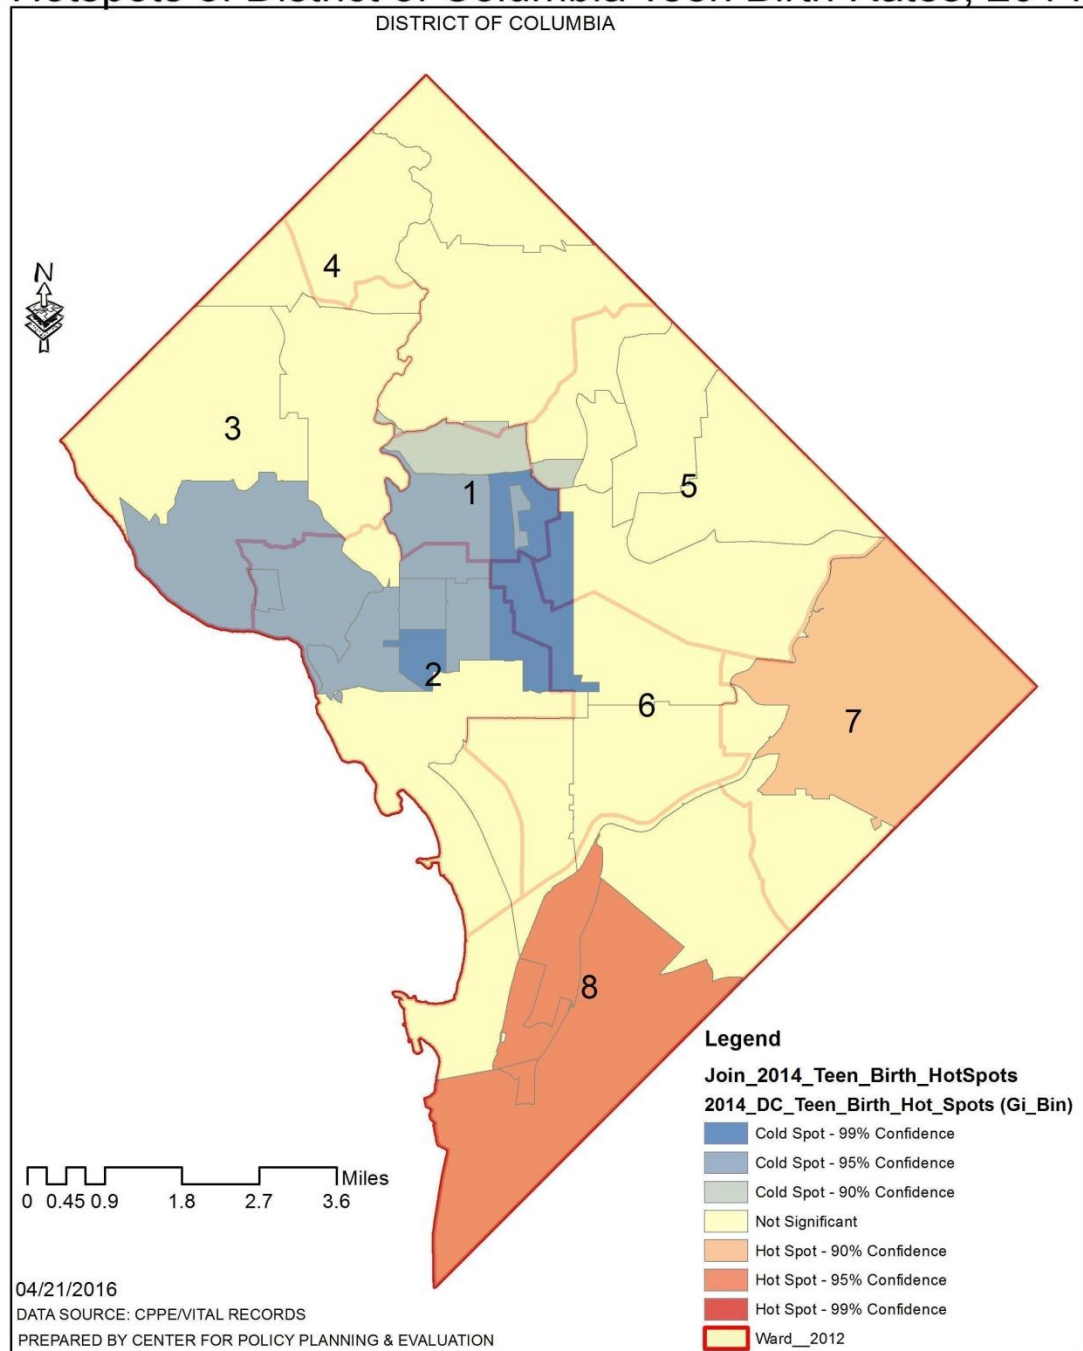 DISTRICT OF COLUMBIA
N
4
3
1
5
2
6
7
8
Legend
Join_2014_Teen_Birth_HotSpots
2014_DC_Teen_Birth_Hot_Spots (Gi_Bin)
Cold Spot - 99% Confidence
Cold Spot - 95% Confidence
Cold Spot - 90% Confidence
Not Significant
Hot Spot - 90% Confidence
Hot Spot - 95% Confidence
Hot Spot - 99% Confidence
Ward__2012
Miles
0 0.45 0.9 1.8 2.7 3.6
04/21/2016
DATA SOURCE: CPPE/VITAL RECORDS
PREPARED BY CENTER FOR POLICY PLANNING & EVALUATION